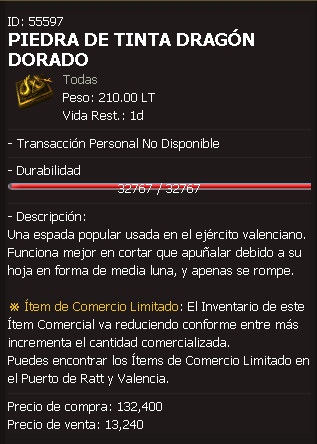 ID: 55597
PIEDRA DE TINTA DRAGÓN
DORADO
Todas
Peso: 210.00 LT
Vida Rest.: 1d
- Transacción Personal No Disponible
- Durabilidad
32767 / 32767
- Descripción:
Una espada popular usada en el ejército valenciano.
Funciona mejor en cortar que apuñalar debido a su
hoja en forma de media luna, y apenas se rompe.
※ Ítem de Comercio Limitado: El Inventario de este
Ítem Comercial va reduciendo conforme entre más
incrementa el cantidad comercializada.
Puedes encontrar los Ítems de Comercio Limitado en
el Puerto de Ratt y Valencia.
Precio de compra: 132,400
Precio de venta: 13,240